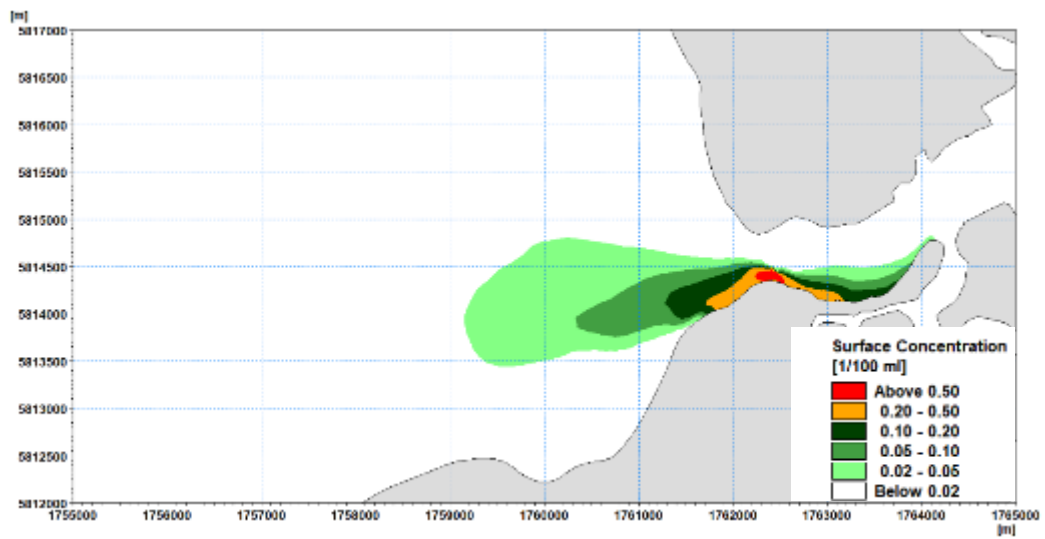 [m]
5817000
5816500
5816000
5815500
5815000
5814500
5814000
5813500
5813000
5812500
5812000
Surface Concentration
[1/100 ml]
Above 0.50
0.20 - 0.50
0.10 - 0.20
0.05 - 0.10
0.02 - 0.05
Below 0.02
1755000 1756000 1757000 1758000 1759000 1760000 1761000 1762000 1763000 1764000 1765000
[m]